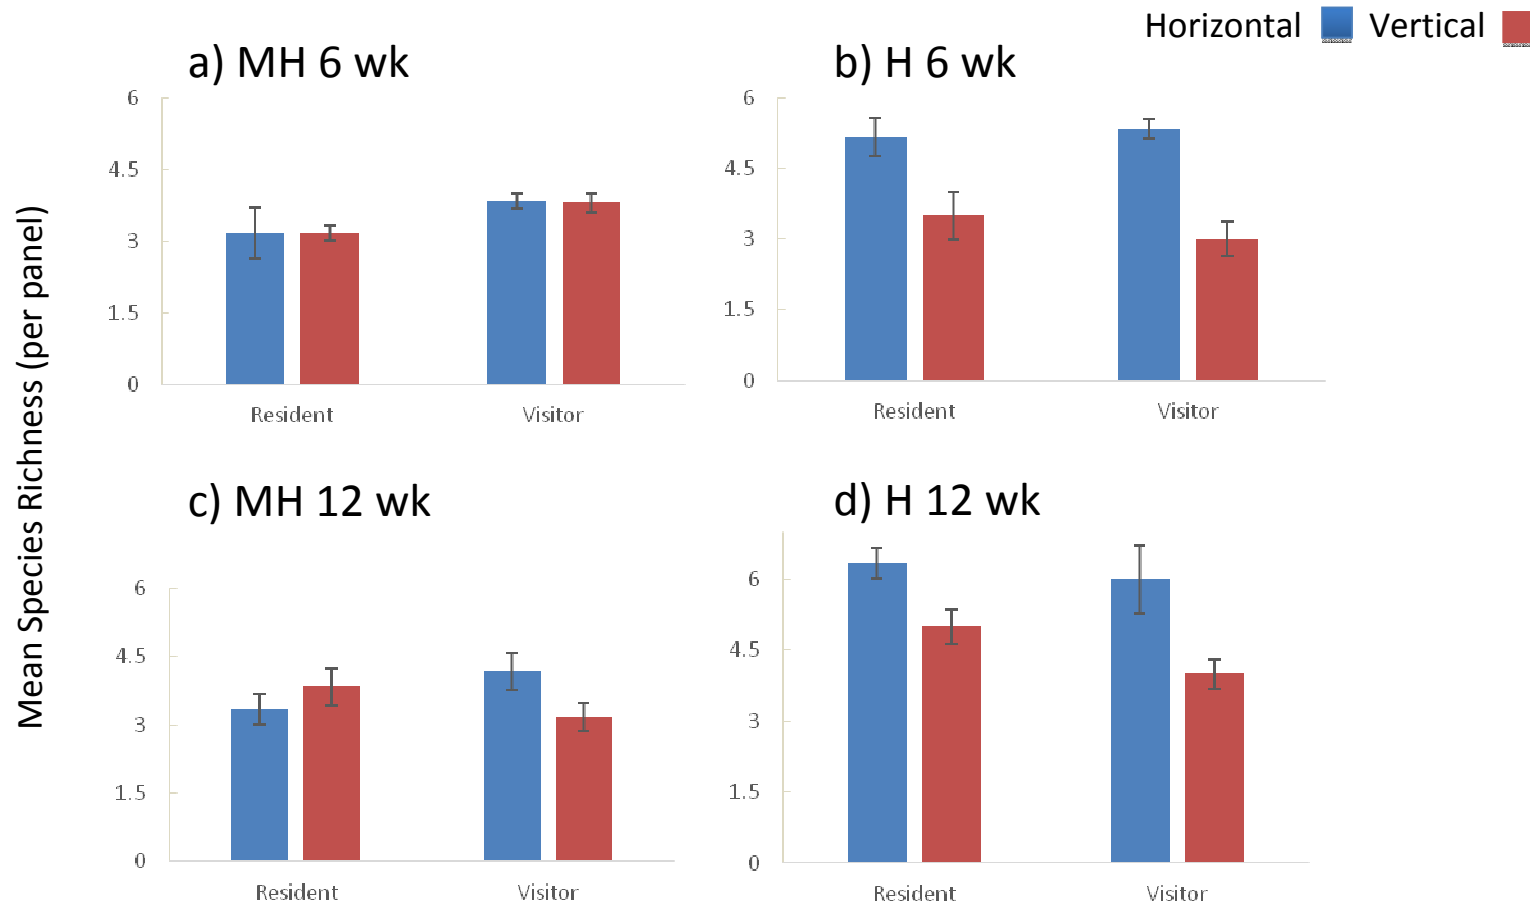 Horizontal Vertical
a) MH 6 wk
b) H 6 wk
Mean Species Richness (per panel)
6
4.5
3
1.5
0
Resident Visitor
6
4.5
3
1.5
0
Resident Visitor
c) MH 12 wk
d) H 12 wk
6
4.5
3
1.5
0
Resident Visitor
6
4.5
3
1.5
0
Resident Visitor